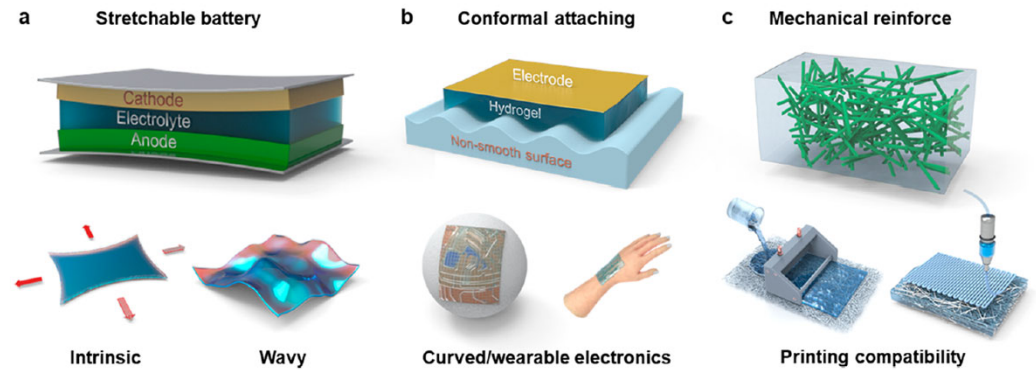 a Stretchable battery
b Conformal attaching
c Mechanical reinforce
Cathode
Electrolyte
Anode
Electrode
Hydrogel
Non-smooth surface
Intrinsic
Wavy
Curved/wearable electronics
Printing compatibility